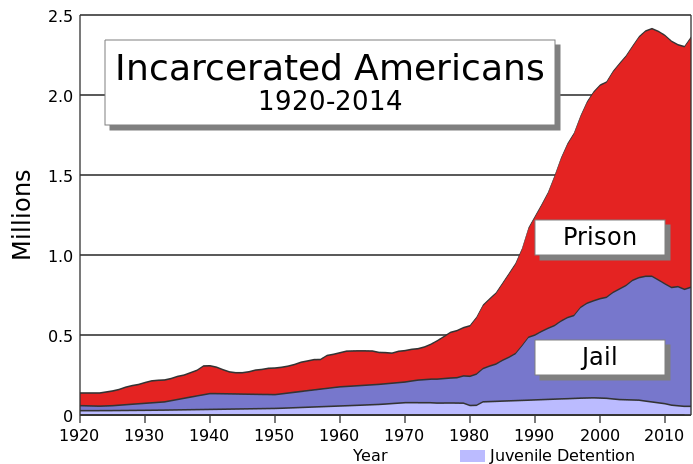 Incarcerated Americans
1920-2014
2.5
2.0
1.5
1.0
0.5
0
Millions
Prison
Jail
1920 1930 1940 1950 1960 1970 1980 1990 2000 2010
Year
Juvenile Detention